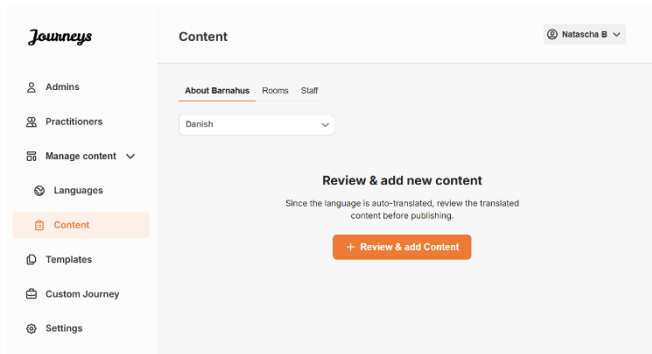 Journeys
Content
Natascha B
Admins
Practitioners
Manage content
Languages
Content
Templates
Custom Journey
Settings
About Barnahus
Rooms
Staff
Danish
Review & add new content
Since the language is auto-translated, review the translated
content before publishing.
+ Review & add Content